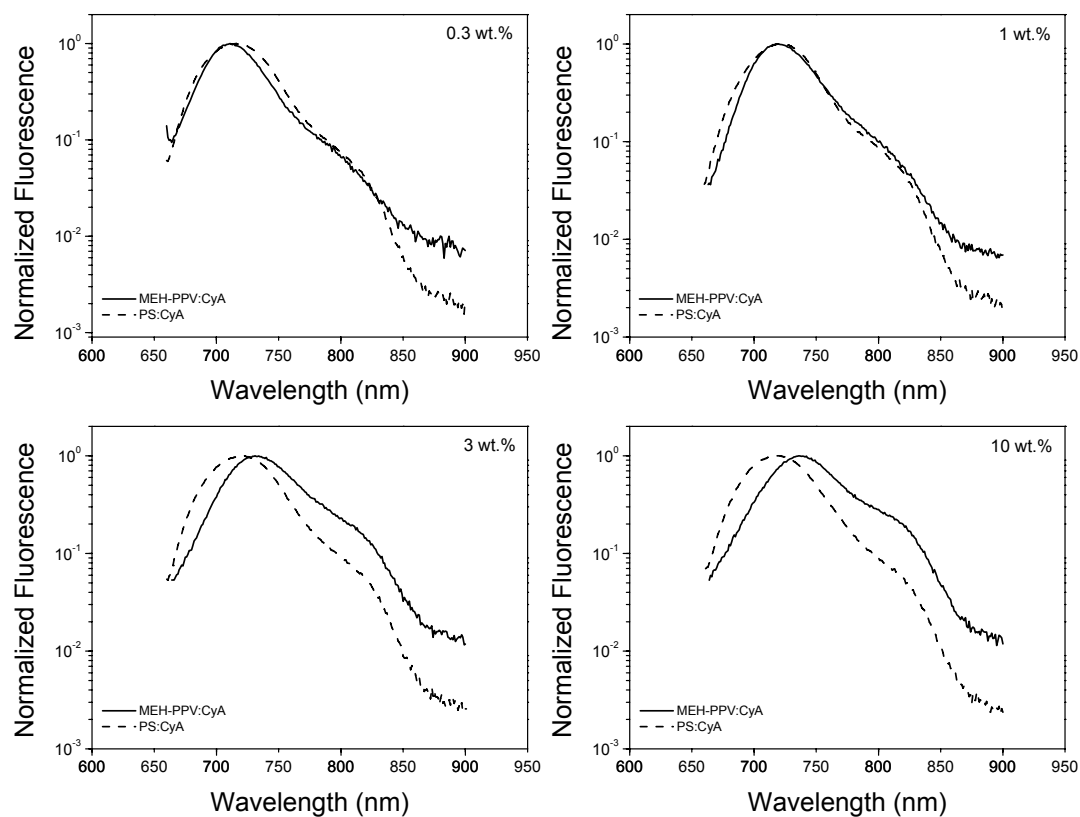 0.3 wt.%
Normalized Fluorescence
10^0
10^-1
10^-2
10^-3
MEH-PPV:CyA
PS:CyA
600 650 700 750 800 850 900 950
Wavelength (nm)
1 wt.%
Normalized Fluorescence
10^0
10^-1
10^-2
10^-3
MEH-PPV:CyA
PS:CyA
600 650 700 750 800 850 900 950
Wavelength (nm)
3 wt.%
Normalized Fluorescence
10^0
10^-1
10^-2
10^-3
MEH-PPV:CyA
PS:CyA
600 650 700 750 800 850 900 950
Wavelength (nm)
10 wt.%
Normalized Fluorescence
10^0
10^-1
10^-2
10^-3
MEH-PPV:CyA
PS:CyA
600 650 700 750 800 850 900 950
Wavelength (nm)